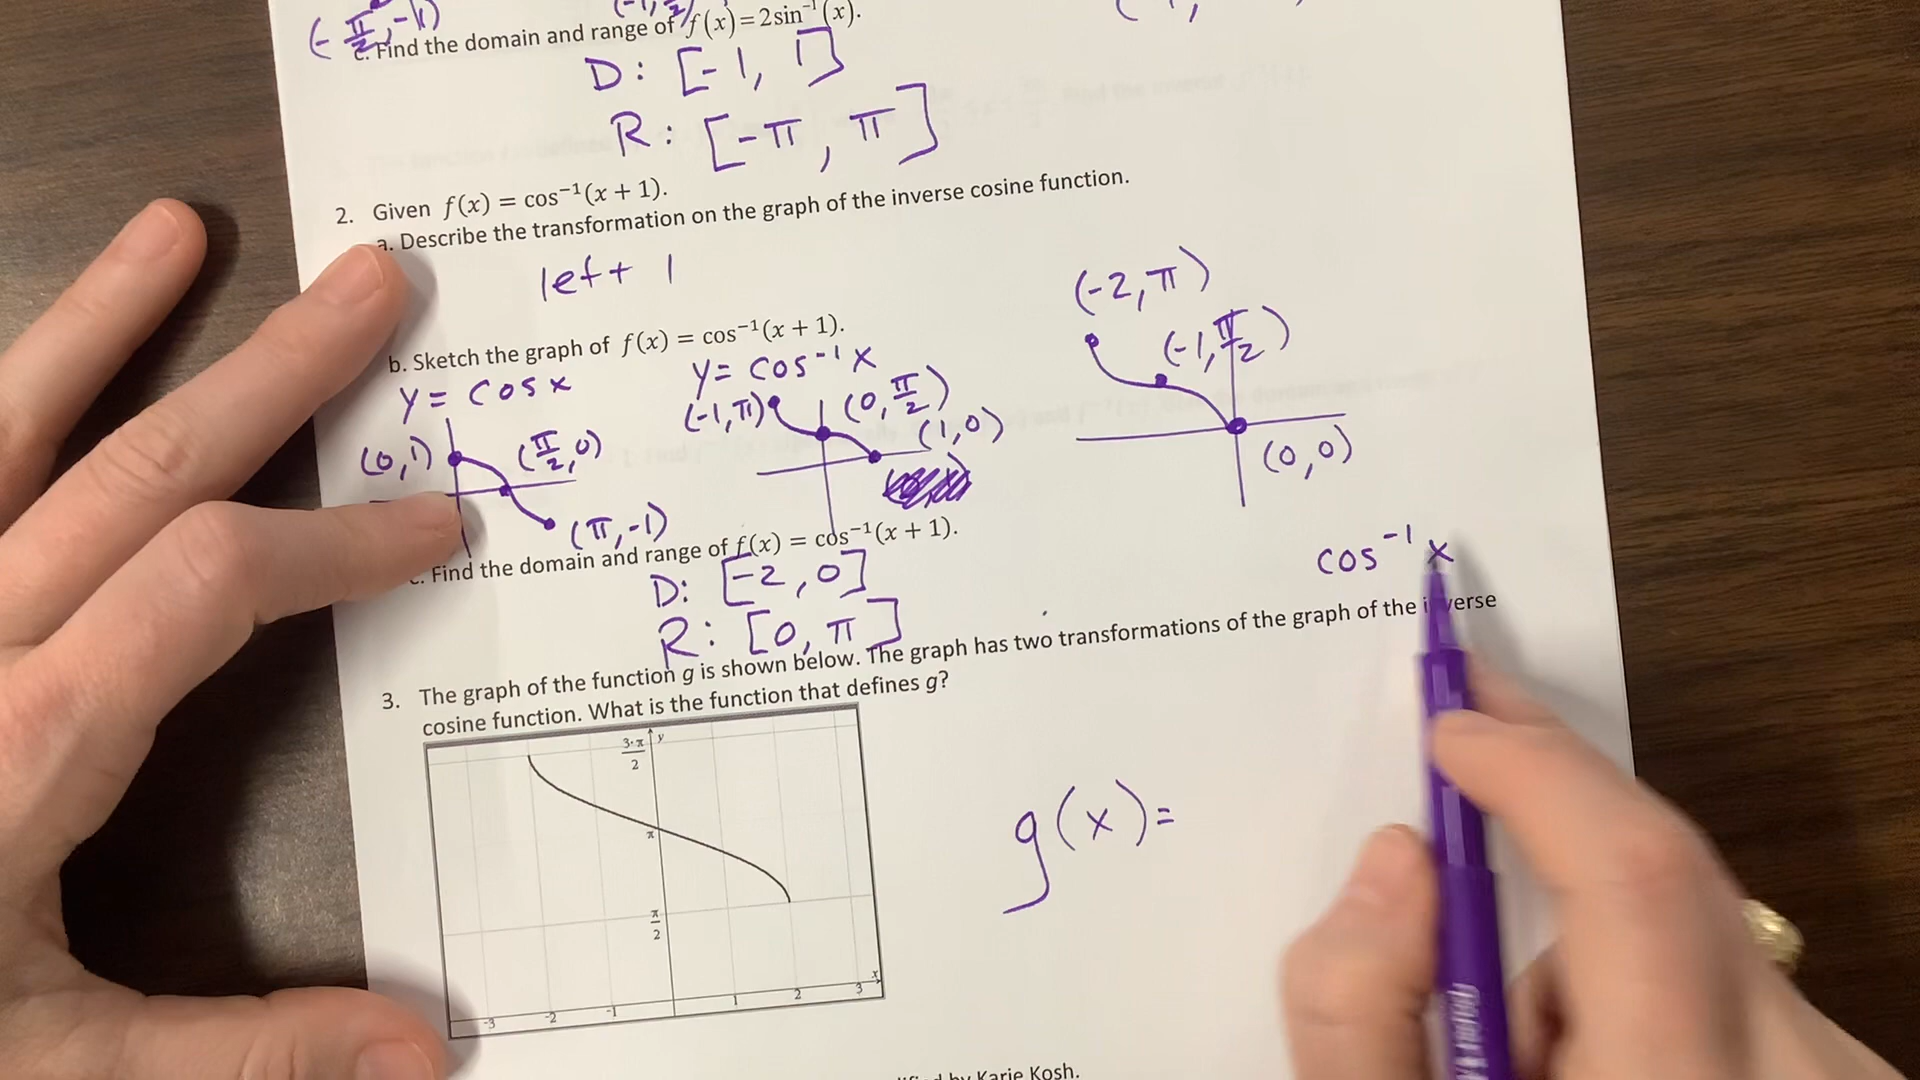 (-π/2, -1)
c. Find the domain and range of f(x) = 2sin⁻¹(x).
D: [-1, 1]
R: [-π, π]
2. Given f(x) = cos⁻¹(x + 1).
a. Describe the transformation on the graph of the inverse cosine function.
left 1
b. Sketch the graph of f(x) = cos⁻¹(x + 1).
y = cos x
(0,1)
(π/2, 0)
(π, -1)
y = cos⁻¹ x
(-1, π)
(0, π/2)
(1, 0)
(-2, π)
(-1, π/2)
(0, 0)
c. Find the domain and range of f(x) = cos⁻¹(x + 1).
D: [-2, 0]
R: [0, π]
cos⁻¹ x
3. The graph of the function g is shown below. The graph has two transformations of the graph of the inverse
cosine function. What is the function that defines g?
3·π/2
y
π
π/2
x
-3 -2 -1 1 2 3
g(x) =
by Karie Kosh.